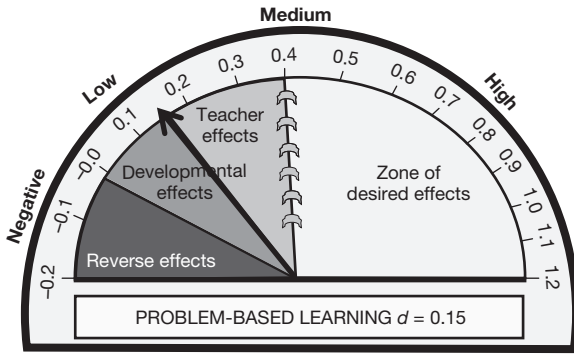 Medium
Low
High
Negative
-0.2
-0.1
-0.0
0.1
0.2
0.3
0.4
0.5
0.6
0.7
0.8
0.9
1.0
1.1
1.2
Teacher
effects
Developmental
effects
Reverse effects
Zone of
desired effects
PROBLEM-BASED LEARNING d = 0.15